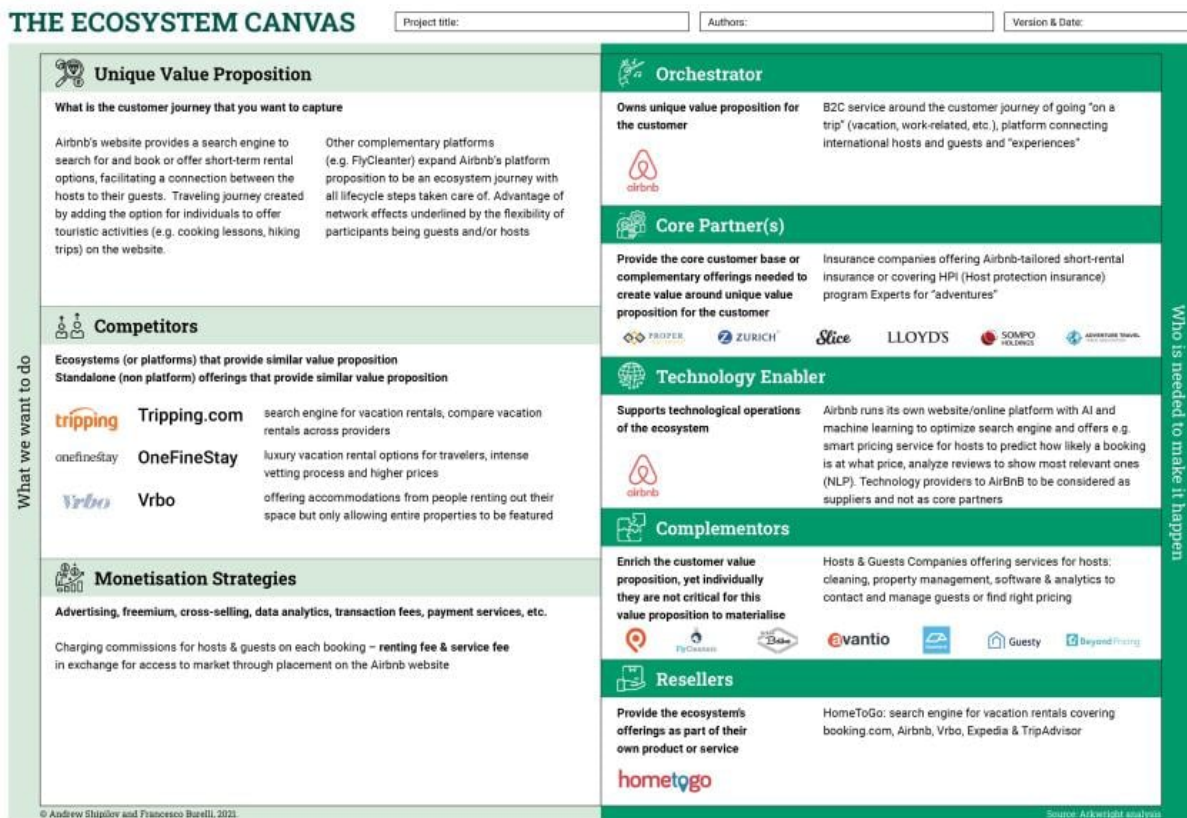 THE ECOSYSTEM CANVAS
Project title:
Authors:
Version & Date:
What we want to do
Unique Value Proposition
What is the customer journey that you want to capture
Airbnb's website provides a search engine to
search for and book or offer short-term rental
options, facilitating a connection between the
hosts to their guests. Traveling journey created
by adding the option for individuals to offer
touristic activities (e.g. cooking lessons, hiking
trips) on the website.
Other complementary platforms
(e.g. FlyCleanter) expand Airbnb's platform
proposition to be an ecosystem journey with
all lifecycle steps taken care of. Advantage of
network effects underlined by the flexibility of
participants being guests and/or hosts
Competitors
Ecosystems (or platforms) that provide similar value proposition
Standalone (non platform) offerings that provide similar value proposition
tripping
Tripping.com
search engine for vacation rentals, compare vacation
rentals across providers
onefinestay
OneFineStay
luxury vacation rental options for travelers, intense
vetting process and higher prices
Vrbo
Vrbo
offering accommodations from people renting out their
space but only allowing entire properties to be featured
Monetisation Strategies
Advertising, freemium, cross-selling, data analytics, transaction fees, payment services, etc.
Charging commissions for hosts & guests on each booking – renting fee & service fee
in exchange for access to market through placement on the Airbnb website
Who is needed to make it happen
Orchestrator
Owns unique value proposition for
the customer
airbnb
B2C service around the customer journey of going "on a
trip" (vacation, work-related, etc.), platform connecting
international hosts and guests and "experiences"
Core Partner(s)
Provide the core customer base or
complementary offerings needed to
create value around unique value
proposition for the customer
Insurance companies offering Airbnb-tailored short-rental
insurance or covering HPI (Host protection insurance)
program Experts for "adventures"
PROPER
ZURICH
Slice
LLOYD'S
SOMPO
HOLDINGS
ADVENTURE TRAVEL
Technology Enabler
Supports technological operations
of the ecosystem
airbnb
Airbnb runs its own website/online platform with AI and
machine learning to optimize search engine and offers e.g.
smart pricing service for hosts to predict how likely a booking
is at what price, analyze reviews to show most relevant ones
(NLP). Technology providers to AirBnB to be considered as
suppliers and not as core partners
Complementors
Enrich the customer value
proposition, yet individually
they are not critical for this
value proposition to materialise
Hosts & Guests Companies offering services for hosts:
cleaning, property management, software & analytics to
contact and manage guests or find right pricing
FlyCleaners
avantio
Guesty
Beyond Pricing
Resellers
Provide the ecosystem's
offerings as part of their
own product or service
hometogo
HomeToGo: search engine for vacation rentals covering
booking.com, Airbnb, Vrbo, Expedia & TripAdvisor
© Andrew Shipilov and Francesco Burelli, 2021.
Source: Arkwright analysis